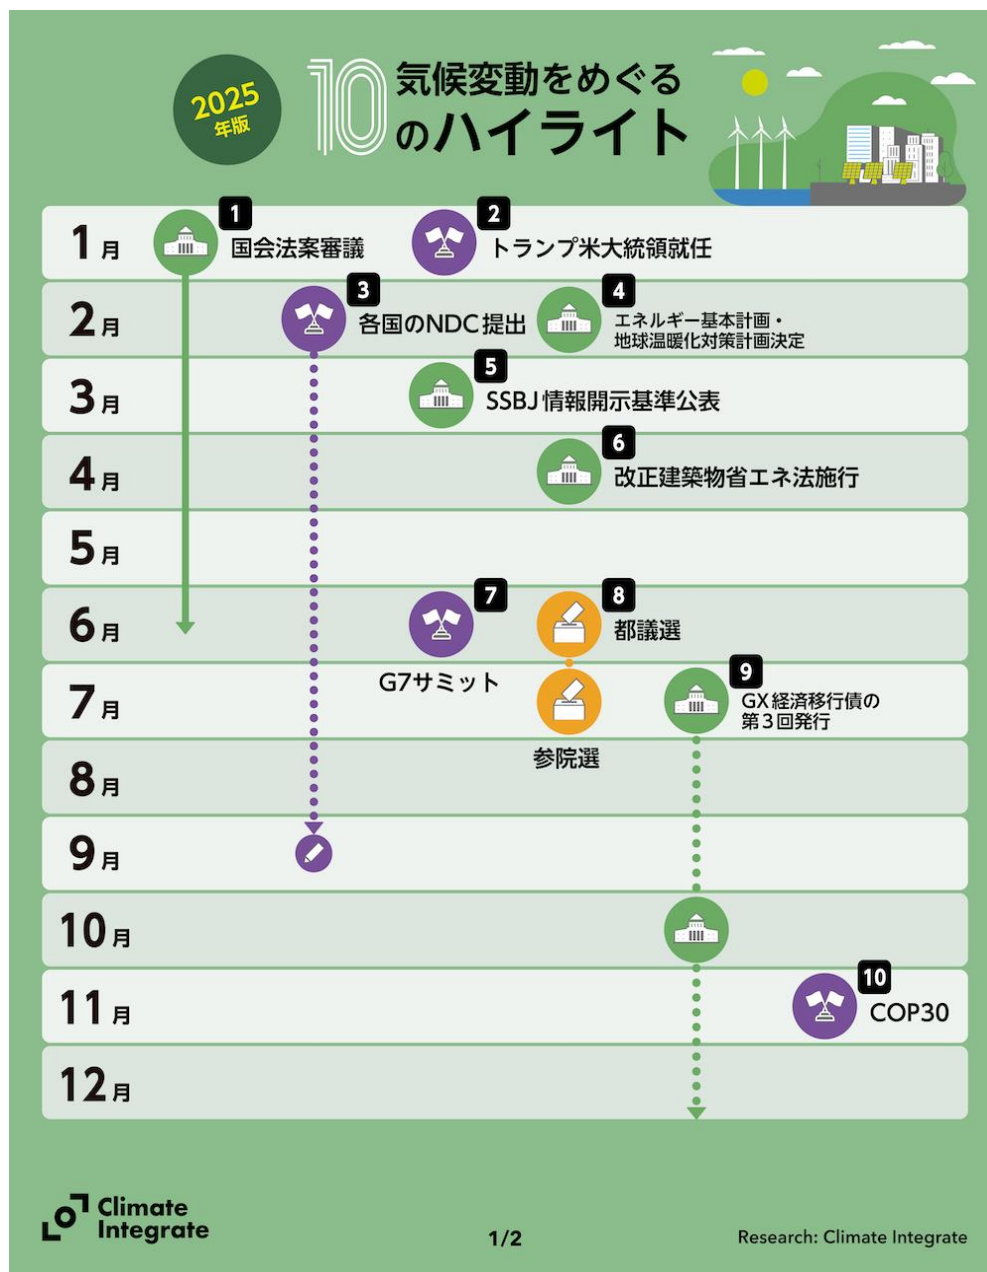 2025
年版
10
気候変動をめぐる
のハイライト
1月
1
国会法案審議
2
トランプ米大統領就任
2月
3
各国のNDC提出
4
エネルギー基本計画・
地球温暖化対策計画決定
3月
5
SSBJ情報開示基準公表
4月
6
改正建築物省エネ法施行
5月
6月
7
G7サミット
8
都議選
7月
参院選
9
GX経済移行債の
第3回発行
8月
9月
10月
11月
10
COP30
12月
Climate
Integrate
1/2
Research: Climate Integrate